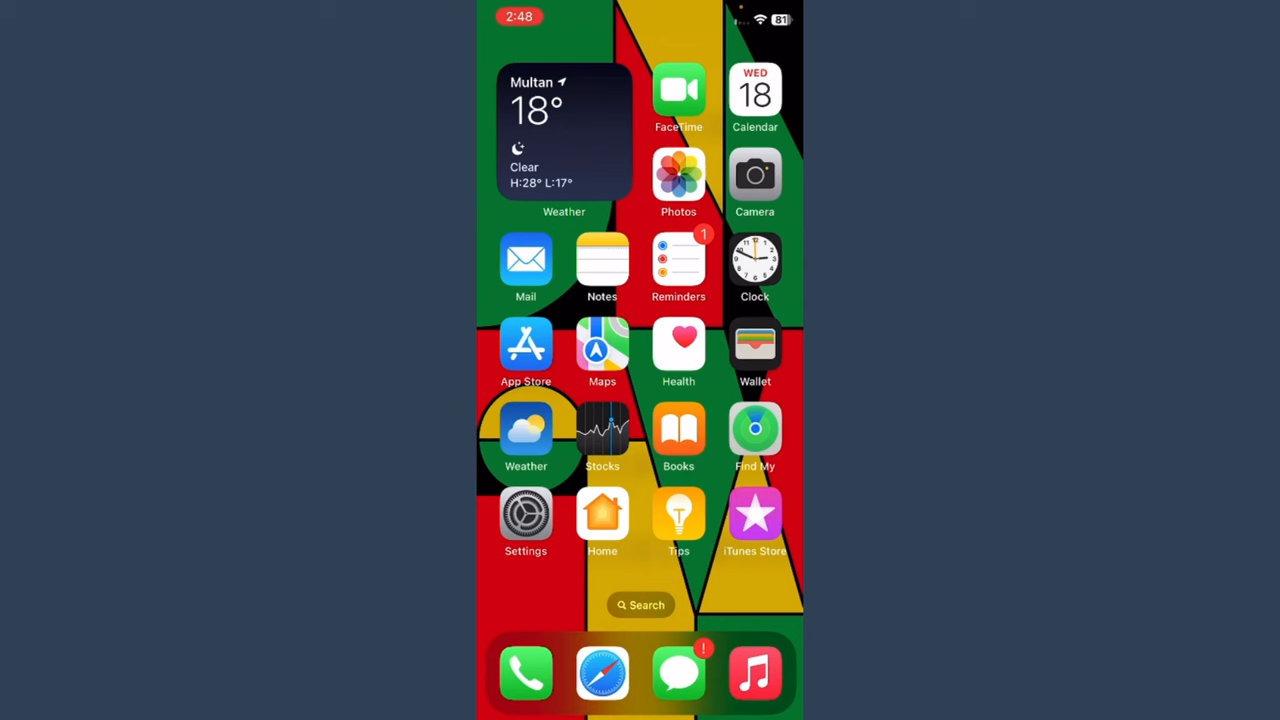 2:48
81
Multan
18°
Clear
H:28° L:17°
Weather
FaceTime
WED
18
Calendar
Photos
Camera
Mail
Notes
1
Reminders
Clock
App Store
Maps
Health
Wallet
Weather
Stocks
Books
Find My
Settings
Home
Tips
iTunes Store
Search
!